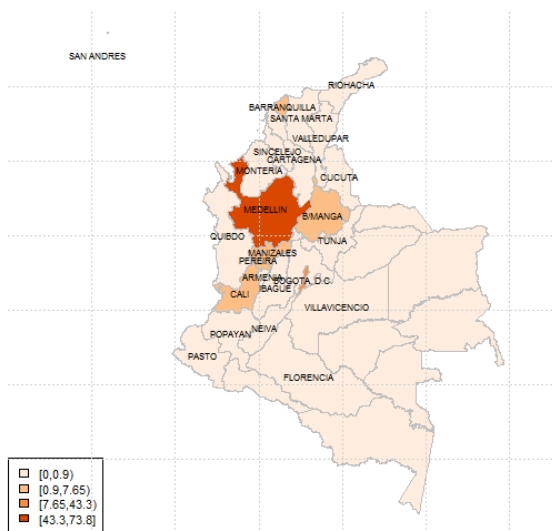 SAN ANDRES
RIOHACHA
BARRANQUILLA
SANTA MARTA
VALLEDUPAR
SINCELEJO
CARTAGENA
MONTERIA
CUCUTA
MEDELLIN
B/MANGA
QUIBDO
TUNJA
MANIZALES
PEREIRA
ARMENIA
BOGOTA, D.C.
IBAGUE
CALI
VILLAVICENCIO
NEIVA
POPAYAN
PASTO
FLORENCIA
[0,0.9)
[0.9,7.65)
[7.65,43.3)
[43.3,73.8]